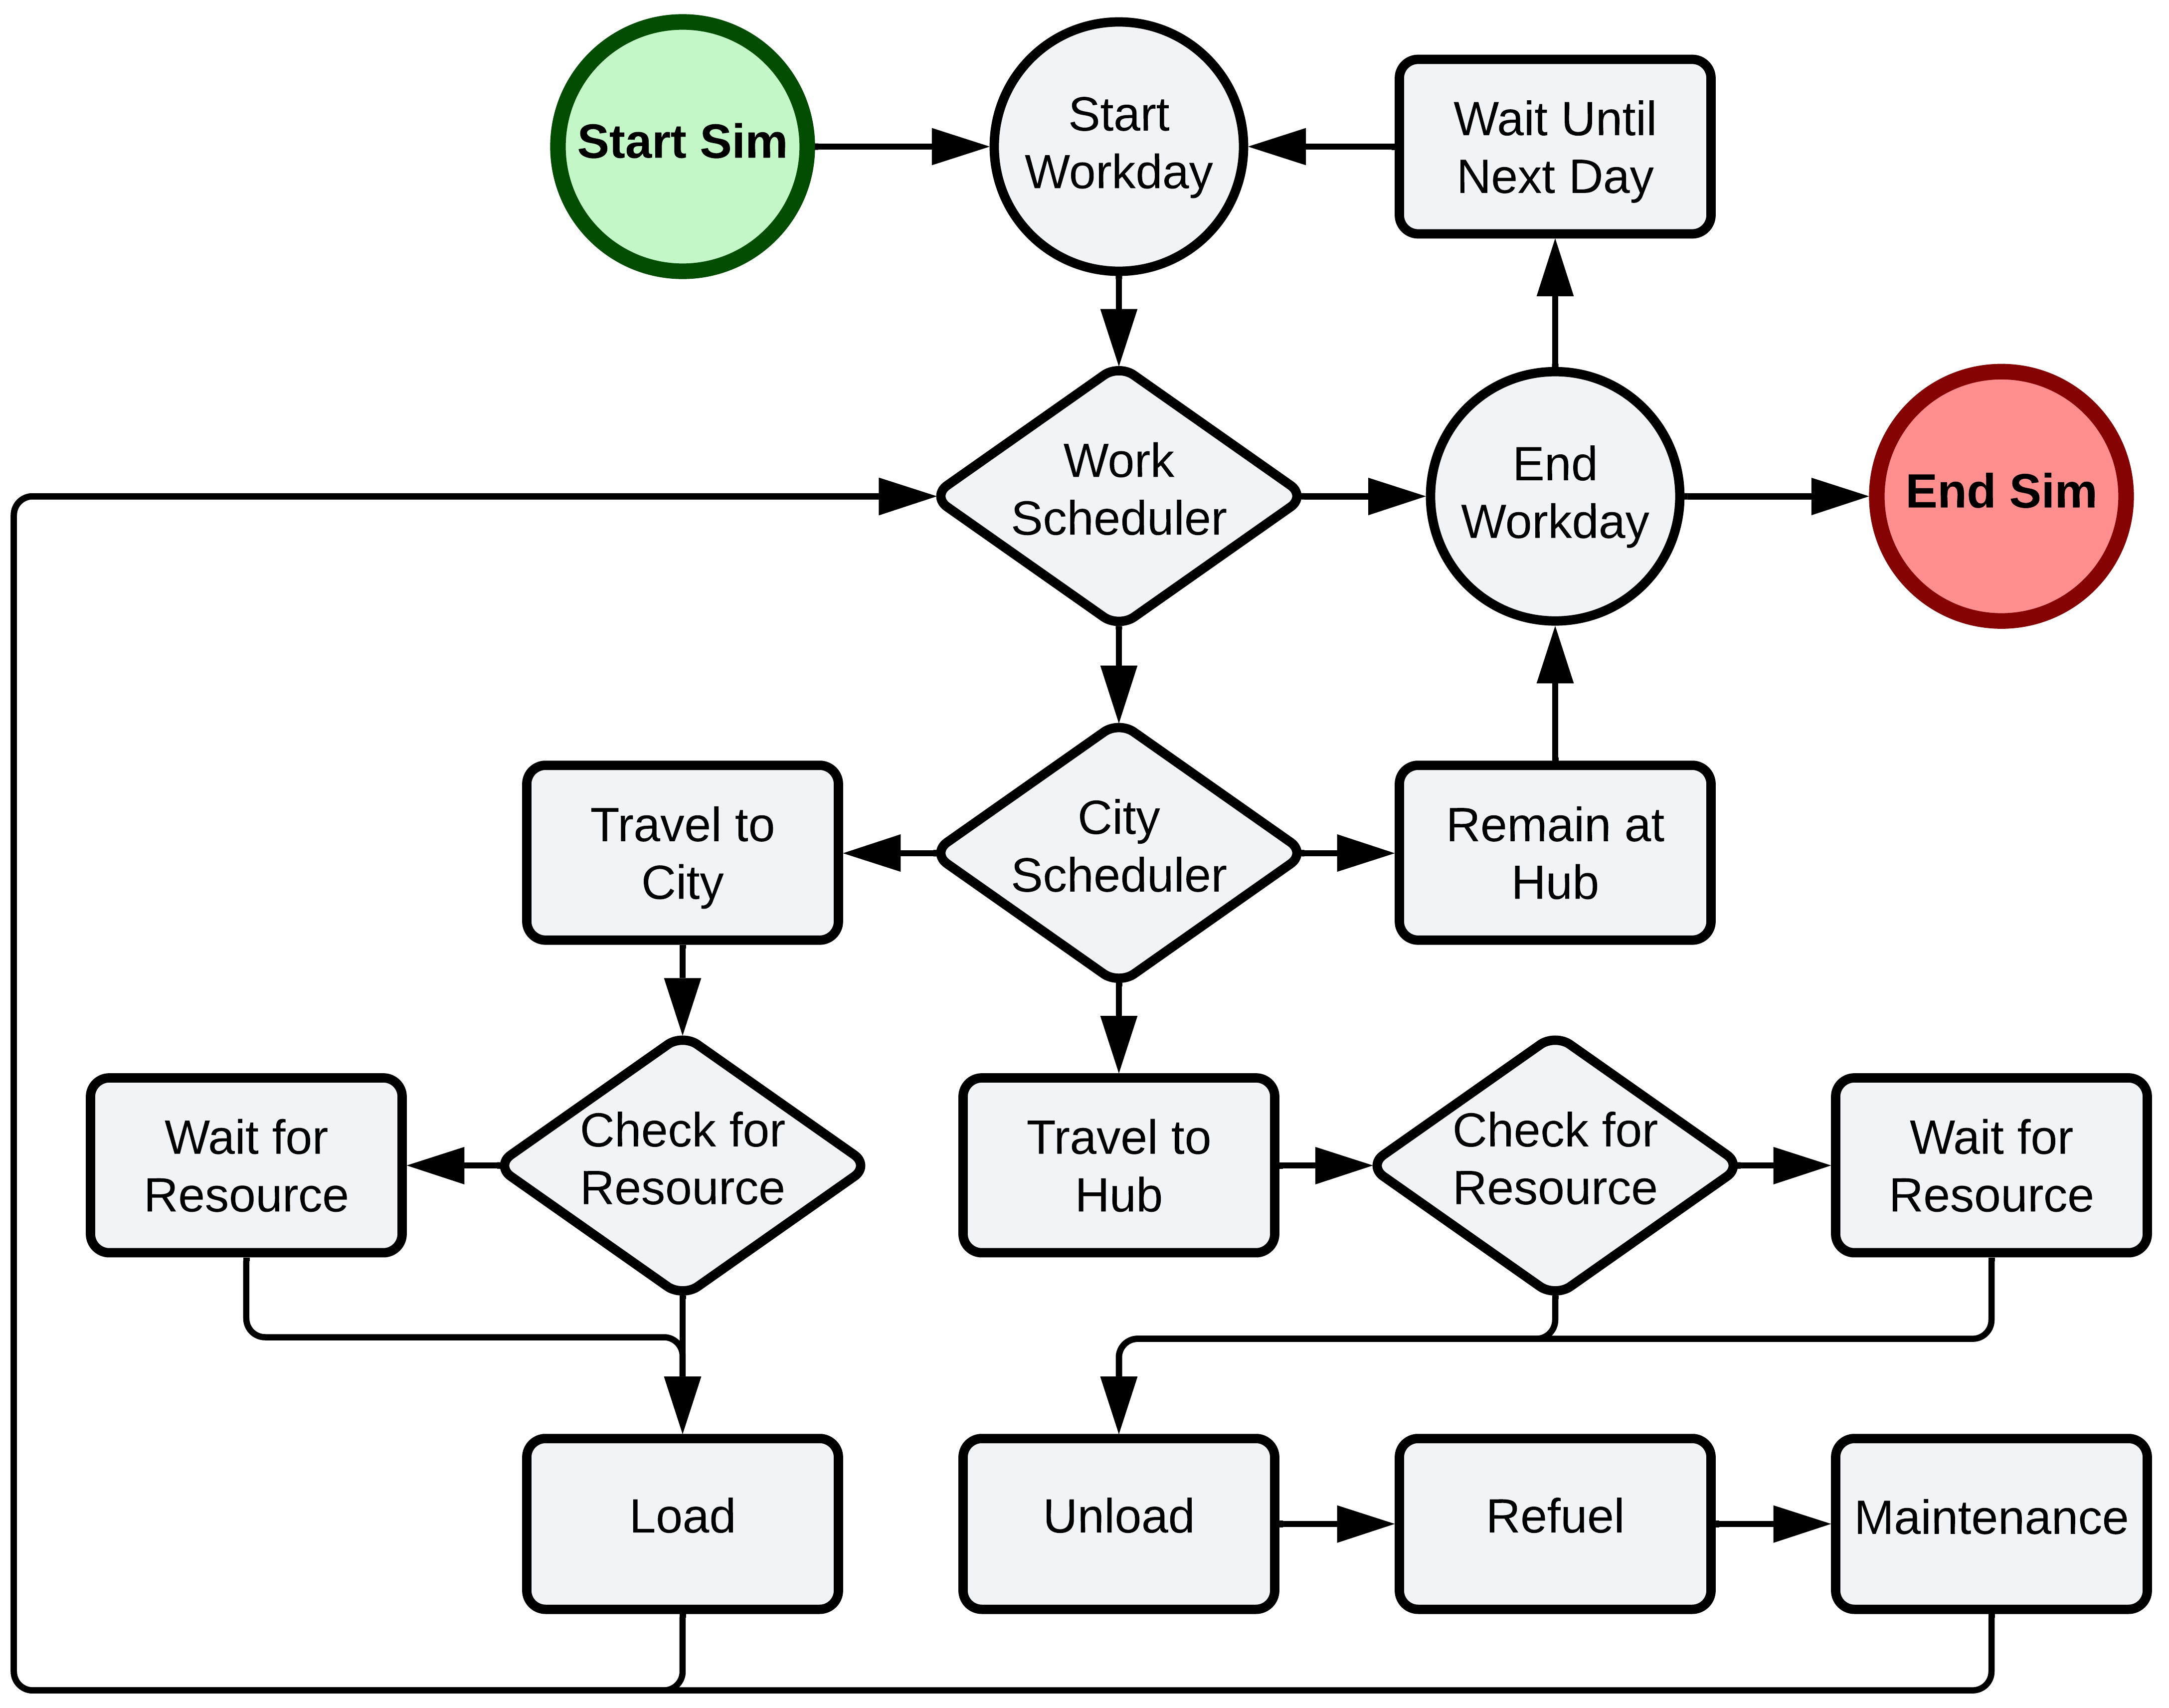 Start Sim
Start
Workday
Wait Until
Next Day
Work
Scheduler
End
Workday
End Sim
Travel to
City
City
Scheduler
Remain at
Hub
Wait for
Resource
Check for
Resource
Travel to
Hub
Check for
Resource
Wait for
Resource
Load
Unload
Refuel
Maintenance